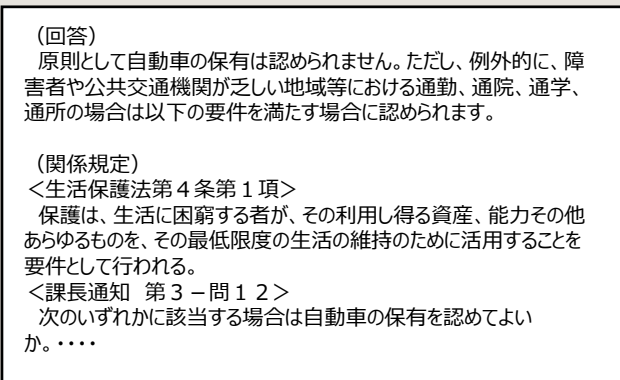 （回答）
　原則として自動車の保有は認められません。ただし、例外的に、障
害者や公共交通機関が乏しい地域等における通勤、通院、通学、
通所の場合は以下の要件を満たす場合に認められます。
（関係規定）
＜生活保護法第４条第１項＞
　保護は、生活に困窮する者が、その利用し得る資産、能力その他
あらゆるものを、その最低限度の生活の維持のために活用することを
要件として行われる。
＜課長通知　第３－問１２＞
　次のいずれかに該当する場合は自動車の保有を認めてよい
か。・・・・